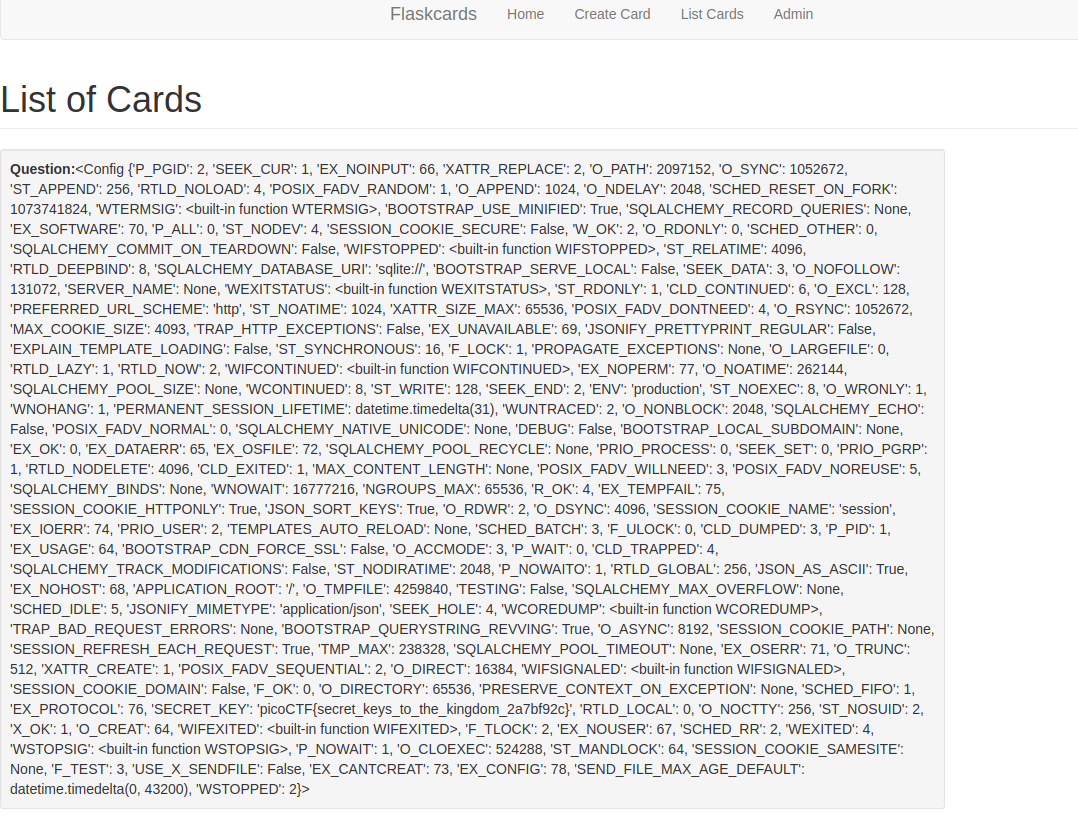 Flaskcards Home Create Card List Cards Admin
List of Cards
Question:<Config {'P_PGID': 2, 'SEEK_CUR': 1, 'EX_NOINPUT': 66, 'XATTR_REPLACE': 2, 'O_PATH': 2097152, 'O_SYNC': 1052672,
'ST_APPEND': 256, 'RTLD_NOLOAD': 4, 'POSIX_FADV_RANDOM': 1, 'O_APPEND': 1024, 'O_NDELAY': 2048, 'SCHED_RESET_ON_FORK':
1073741824, 'WTERMSIG': <built-in function WTERMSIG>, 'BOOTSTRAP_USE_MINIFIED': True, 'SQLALCHEMY_RECORD_QUERIES': None,
'EX_SOFTWARE': 70, 'P_ALL': 0, 'ST_NODEV': 4, 'SESSION_COOKIE_SECURE': False, 'W_OK': 2, 'O_RDONLY': 0, 'SCHED_OTHER': 0,
'SQLALCHEMY_COMMIT_ON_TEARDOWN': False, 'WIFSTOPPED': <built-in function WIFSTOPPED>, 'ST_RELATIME': 4096,
'RTLD_DEEPBIND': 8, 'SQLALCHEMY_DATABASE_URI': 'sqlite://', 'BOOTSTRAP_SERVE_LOCAL': False, 'SEEK_DATA': 3, 'O_NOFOLLOW':
131072, 'SERVER_NAME': None, 'WEXITSTATUS': <built-in function WEXITSTATUS>, 'ST_RDONLY': 1, 'CLD_CONTINUED': 6, 'O_EXCL': 128,
'PREFERRED_URL_SCHEME': 'http', 'ST_NOATIME': 1024, 'XATTR_SIZE_MAX': 65536, 'POSIX_FADV_DONTNEED': 4, 'O_RSYNC': 1052672,
'MAX_COOKIE_SIZE': 4093, 'TRAP_HTTP_EXCEPTIONS': False, 'EX_UNAVAILABLE': 69, 'JSONIFY_PRETTYPRINT_REGULAR': False,
'EXPLAIN_TEMPLATE_LOADING': False, 'ST_SYNCHRONOUS': 16, 'F_LOCK': 1, 'PROPAGATE_EXCEPTIONS': None, 'O_LARGEFILE': 0,
'RTLD_LAZY': 1, 'RTLD_NOW': 2, 'WIFCONTINUED': <built-in function WIFCONTINUED>, 'EX_NOPERM': 77, 'O_NOATIME': 262144,
'SQLALCHEMY_POOL_SIZE': None, 'WCONTINUED': 8, 'ST_WRITE': 128, 'SEEK_END': 2, 'ENV': 'production', 'ST_NOEXEC': 8, 'O_WRONLY': 1,
'WNOHANG': 1, 'PERMANENT_SESSION_LIFETIME': datetime.timedelta(31), 'WUNTRACED': 2, 'O_NONBLOCK': 2048, 'SQLALCHEMY_ECHO':
False, 'POSIX_FADV_NORMAL': 0, 'SQLALCHEMY_NATIVE_UNICODE': None, 'DEBUG': False, 'BOOTSTRAP_LOCAL_SUBDOMAIN': None,
'EX_OK': 0, 'EX_DATAERR': 65, 'EX_OSFILE': 72, 'SQLALCHEMY_POOL_RECYCLE': None, 'PRIO_PROCESS': 0, 'SEEK_SET': 0, 'PRIO_PGRP':
1, 'RTLD_NODELETE': 4096, 'CLD_EXITED': 1, 'MAX_CONTENT_LENGTH': None, 'POSIX_FADV_WILLNEED': 3, 'POSIX_FADV_NOREUSE': 5,
'SQLALCHEMY_BINDS': None, 'WNOWAIT': 16777216, 'NGROUPS_MAX': 65536, 'R_OK': 4, 'EX_TEMPFAIL': 75,
'SESSION_COOKIE_HTTPONLY': True, 'JSON_SORT_KEYS': True, 'O_RDWR': 2, 'O_DSYNC': 4096, 'SESSION_COOKIE_NAME': 'session',
'EX_IOERR': 74, 'PRIO_USER': 2, 'TEMPLATES_AUTO_RELOAD': None, 'SCHED_BATCH': 3, 'F_ULOCK': 0, 'CLD_DUMPED': 3, 'P_PID': 1,
'EX_USAGE': 64, 'BOOTSTRAP_CDN_FORCE_SSL': False, 'O_ACCMODE': 3, 'P_WAIT': 0, 'CLD_TRAPPED': 4,
'SQLALCHEMY_TRACK_MODIFICATIONS': False, 'ST_NODIRATIME': 2048, 'P_NOWAITO': 1, 'RTLD_GLOBAL': 256, 'JSON_AS_ASCII': True,
'EX_NOHOST': 68, 'APPLICATION_ROOT': '/', 'O_TMPFILE': 4259840, 'TESTING': False, 'SQLALCHEMY_MAX_OVERFLOW': None,
'SCHED_IDLE': 5, 'JSONIFY_MIMETYPE': 'application/json', 'SEEK_HOLE': 4, 'WCOREDUMP': <built-in function WCOREDUMP>,
'TRAP_BAD_REQUEST_ERRORS': None, 'BOOTSTRAP_QUERYSTRING_REVVING': True, 'O_ASYNC': 8192, 'SESSION_COOKIE_PATH': None,
'SESSION_REFRESH_EACH_REQUEST': True, 'TMP_MAX': 238328, 'SQLALCHEMY_POOL_TIMEOUT': None, 'EX_OSERR': 71, 'O_TRUNC':
512, 'XATTR_CREATE': 1, 'POSIX_FADV_SEQUENTIAL': 2, 'O_DIRECT': 16384, 'WIFSIGNALED': <built-in function WIFSIGNALED>,
'SESSION_COOKIE_DOMAIN': False, 'F_OK': 0, 'O_DIRECTORY': 65536, 'PRESERVE_CONTEXT_ON_EXCEPTION': None, 'SCHED_FIFO': 1,
'EX_PROTOCOL': 76, 'SECRET_KEY': 'picoCTF{secret_keys_to_the_kingdom_2a7bf92c}', 'RTLD_LOCAL': 0, 'O_NOCTTY': 256, 'ST_NOSUID': 2,
'X_OK': 1, 'O_CREAT': 64, 'WIFEXITED': <built-in function WIFEXITED>, 'F_TLOCK': 2, 'EX_NOUSER': 67, 'SCHED_RR': 2, 'WEXITED': 4,
'WSTOPSIG': <built-in function WSTOPSIG>, 'P_NOWAIT': 1, 'O_CLOEXEC': 524288, 'ST_MANDLOCK': 64, 'SESSION_COOKIE_SAMESITE':
None, 'F_TEST': 3, 'USE_X_SENDFILE': False, 'EX_CANTCREAT': 73, 'EX_CONFIG': 78, 'SEND_FILE_MAX_AGE_DEFAULT':
datetime.timedelta(0, 43200), 'WSTOPPED': 2}>